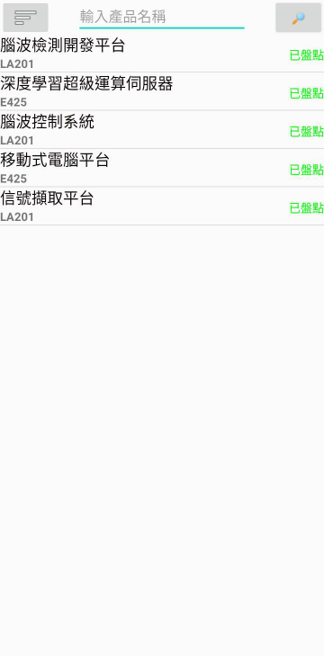 輸入產品名稱
腦波檢測開發平台
LA201
已盤點
深度學習超級運算伺服器
E425
已盤點
腦波控制系統
LA201
已盤點
移動式電腦平台
E425
已盤點
信號擷取平台
LA201
已盤點